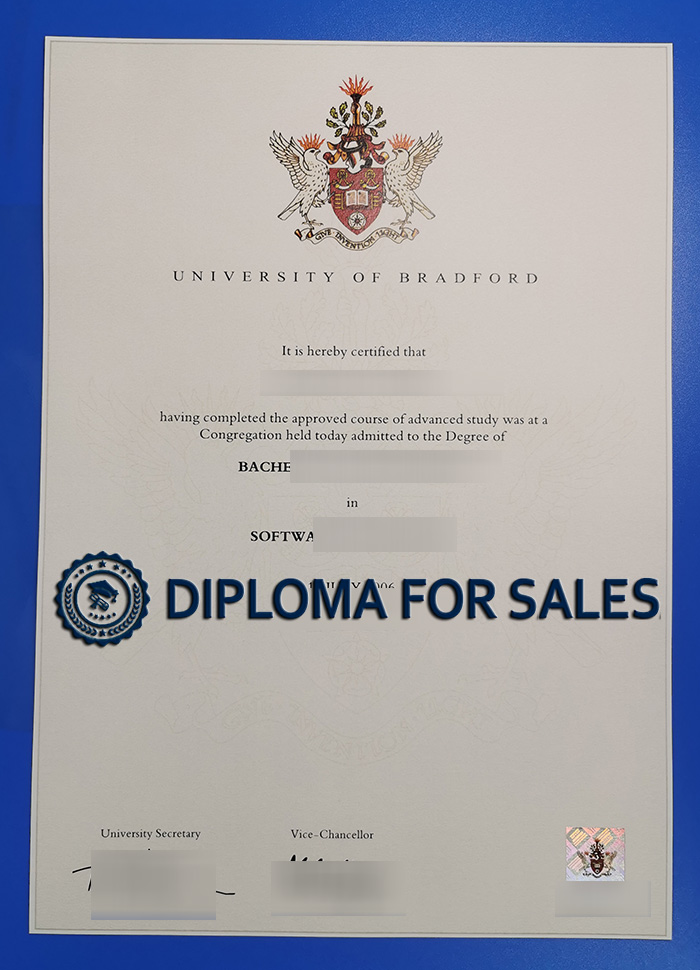 GIVE INVENTION LIGHT
UNIVERSITY OF BRADFORD
It is hereby certified that
having completed the approved course of advanced study was at a
Congregation held today admitted to the Degree of
BACHE
in
SOFTWA
DIPLOMA FOR SALES
University Secretary Vice-Chancellor